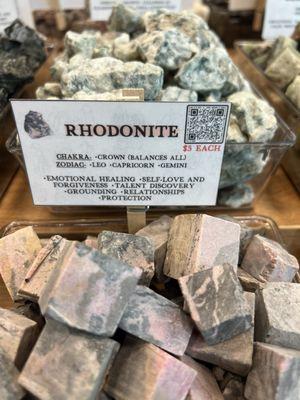 RHODONITE
$5 EACH
CHAKRA: •CROWN (BALANCES ALL)
ZODIAC: •LEO •CAPRICORN •GEMINI
•EMOTIONAL HEALING •SELF-LOVE AND
FORGIVENESS •TALENT DISCOVERY
•GROUNDING •RELATIONSHIPS
•PROTECTION